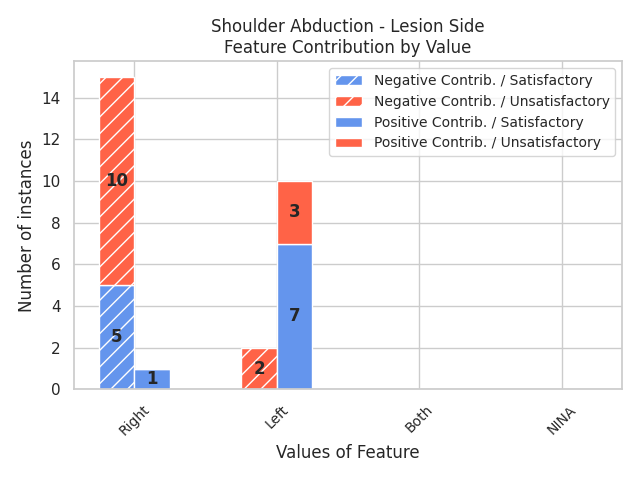 Shoulder Abduction - Lesion Side
Feature Contribution by Value
Negative Contrib. / Satisfactory
Negative Contrib. / Unsatisfactory
Positive Contrib. / Satisfactory
Positive Contrib. / Unsatisfactory
Number of instances
14
12
10
8
6
4
2
0
10
5
1
2
3
7
Right
Left
Both
NINA
Values of Feature